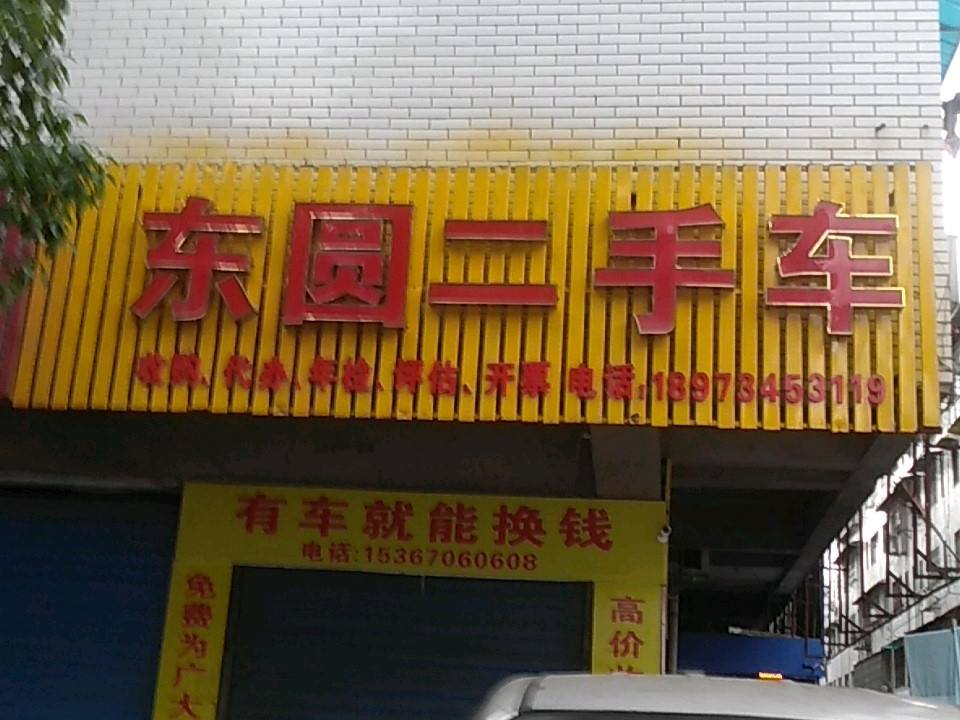 东圆二手车
收购、代办、年检、评估、开票 电话:18973453119
有车就能换钱
电话:15367060608
免费为广大
高价